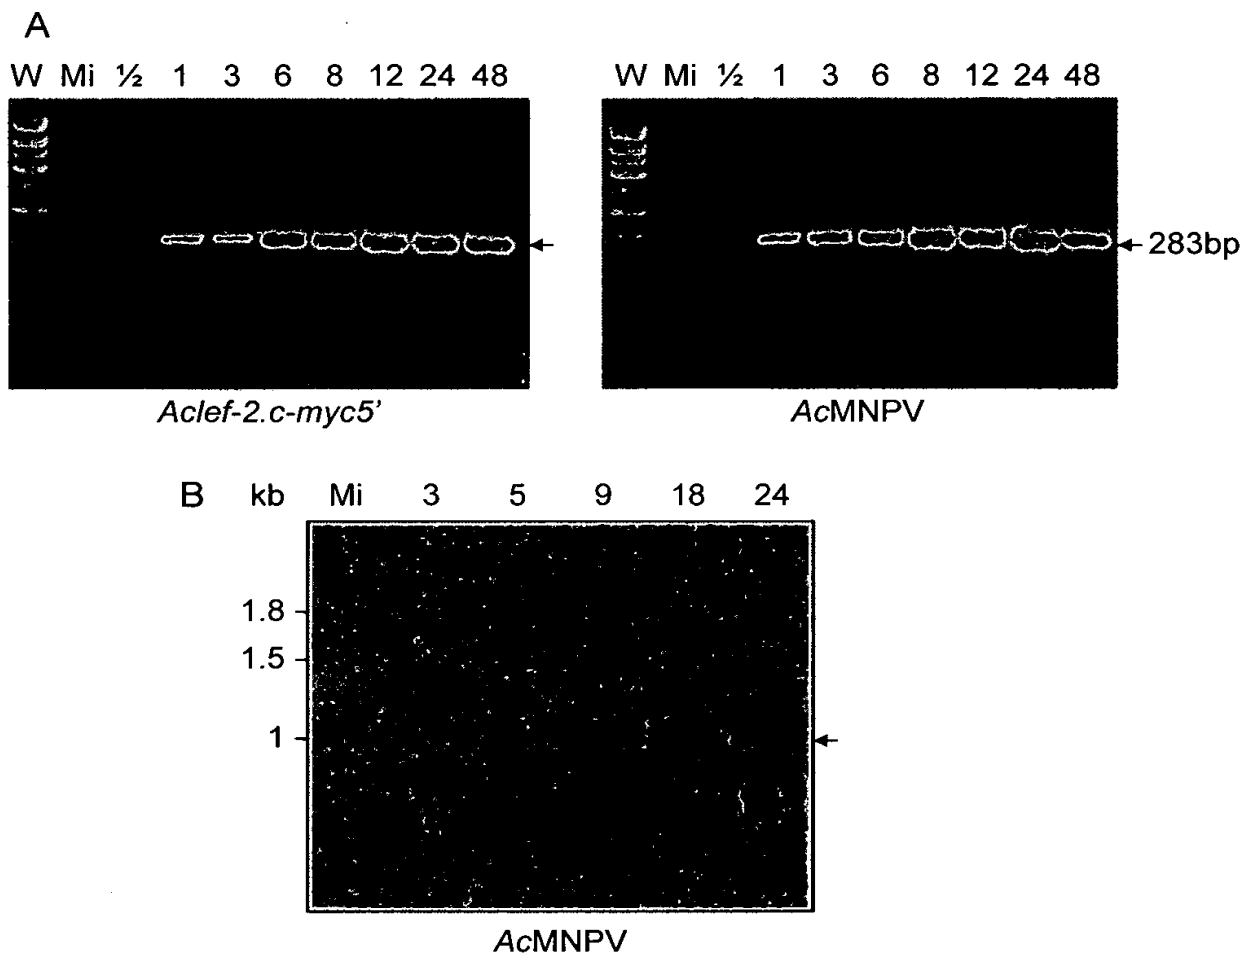 A
W Mi ½ 1 3 6 8 12 24 48
W Mi ½ 1 3 6 8 12 24 48
283bp
Aclef-2.c-myc5’
AcMNPV
B kb Mi 3 5 9 18 24
1.8
1.5
1
AcMNPV